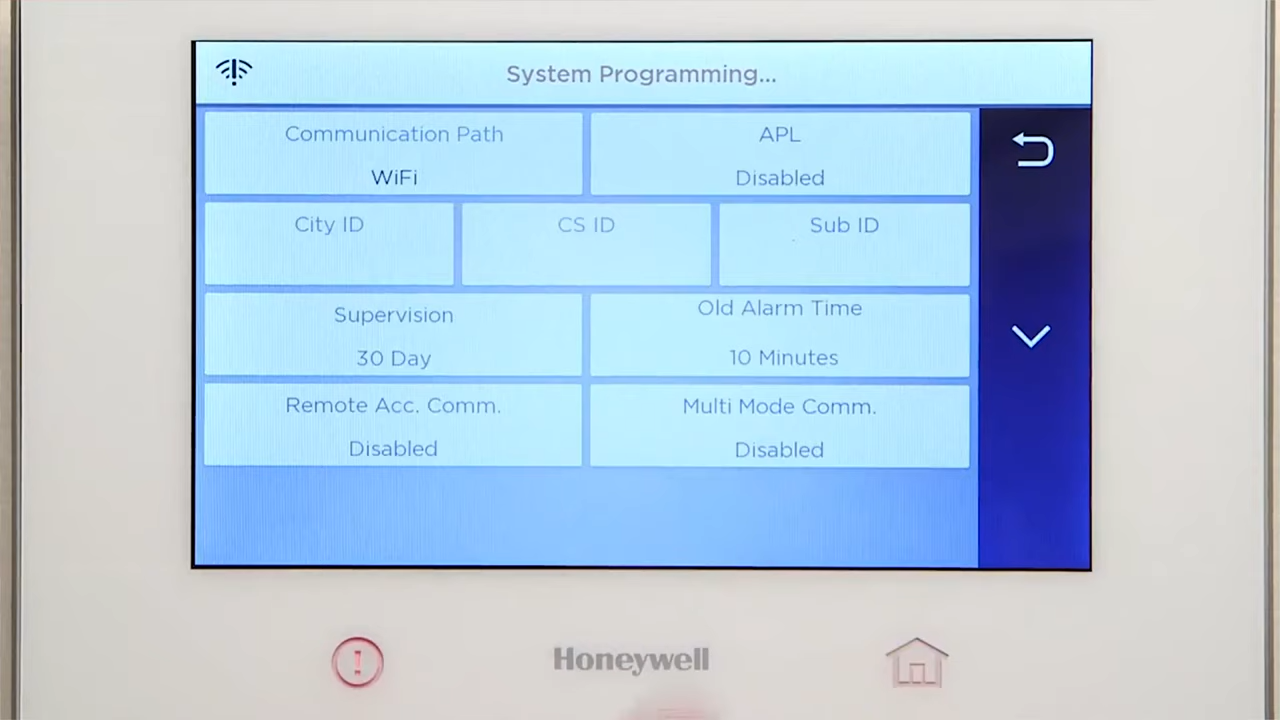 System Programming...
Communication Path
WiFi
APL
Disabled
City ID
CS ID
Sub ID
Supervision
30 Day
Old Alarm Time
10 Minutes
Remote Acc. Comm.
Disabled
Multi Mode Comm.
Disabled
Honeywell